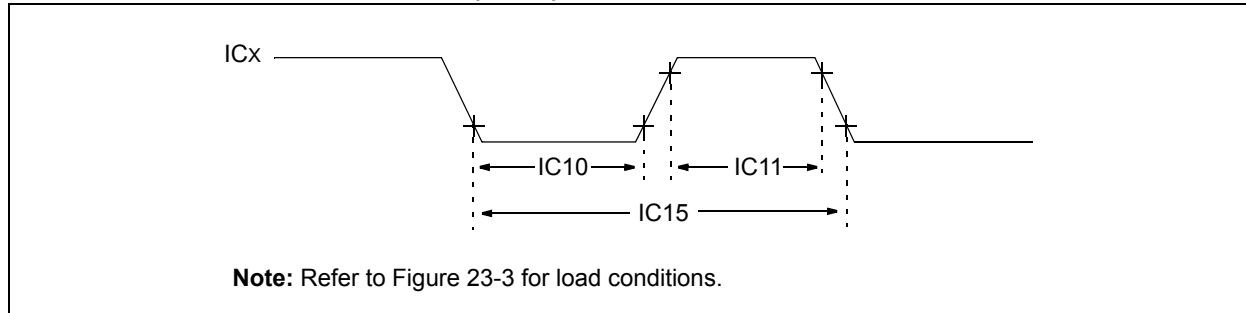 ICX
IC10
IC11
IC15
Note: Refer to Figure 23-3 for load conditions.